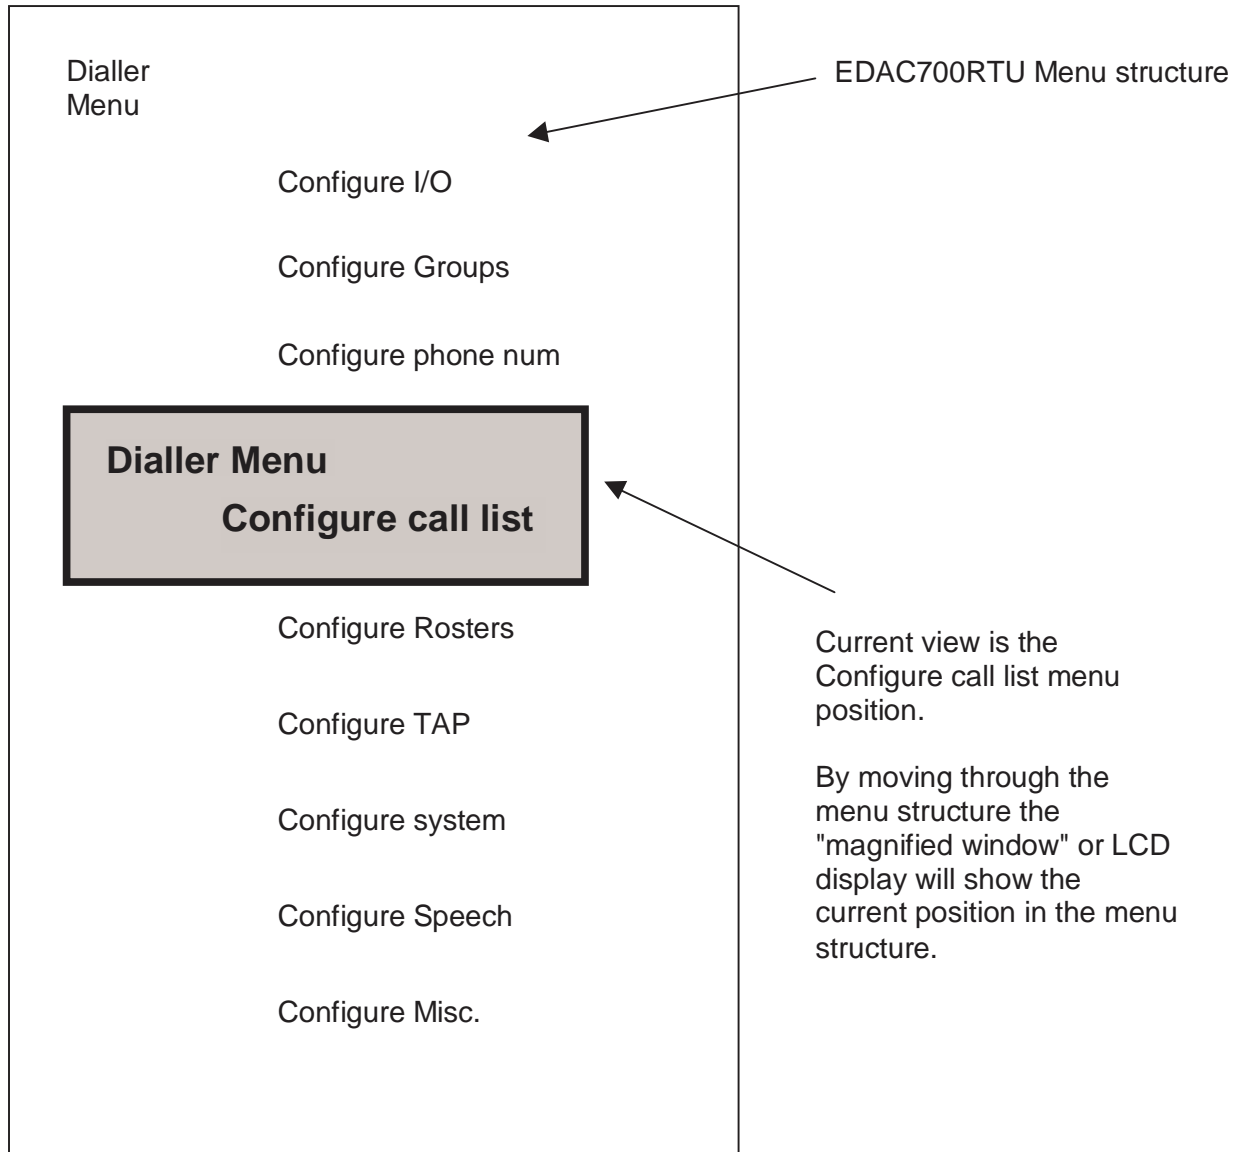 Dialler
Menu
EDAC700RTU Menu structure
Configure I/O
Configure Groups
Configure phone num
Dialler Menu
Configure call list
Configure Rosters
Configure TAP
Configure system
Configure Speech
Configure Misc.
Current view is the
Configure call list menu
position.
By moving through the
menu structure the
"magnified window" or LCD
display will show the
current position in the menu
structure.